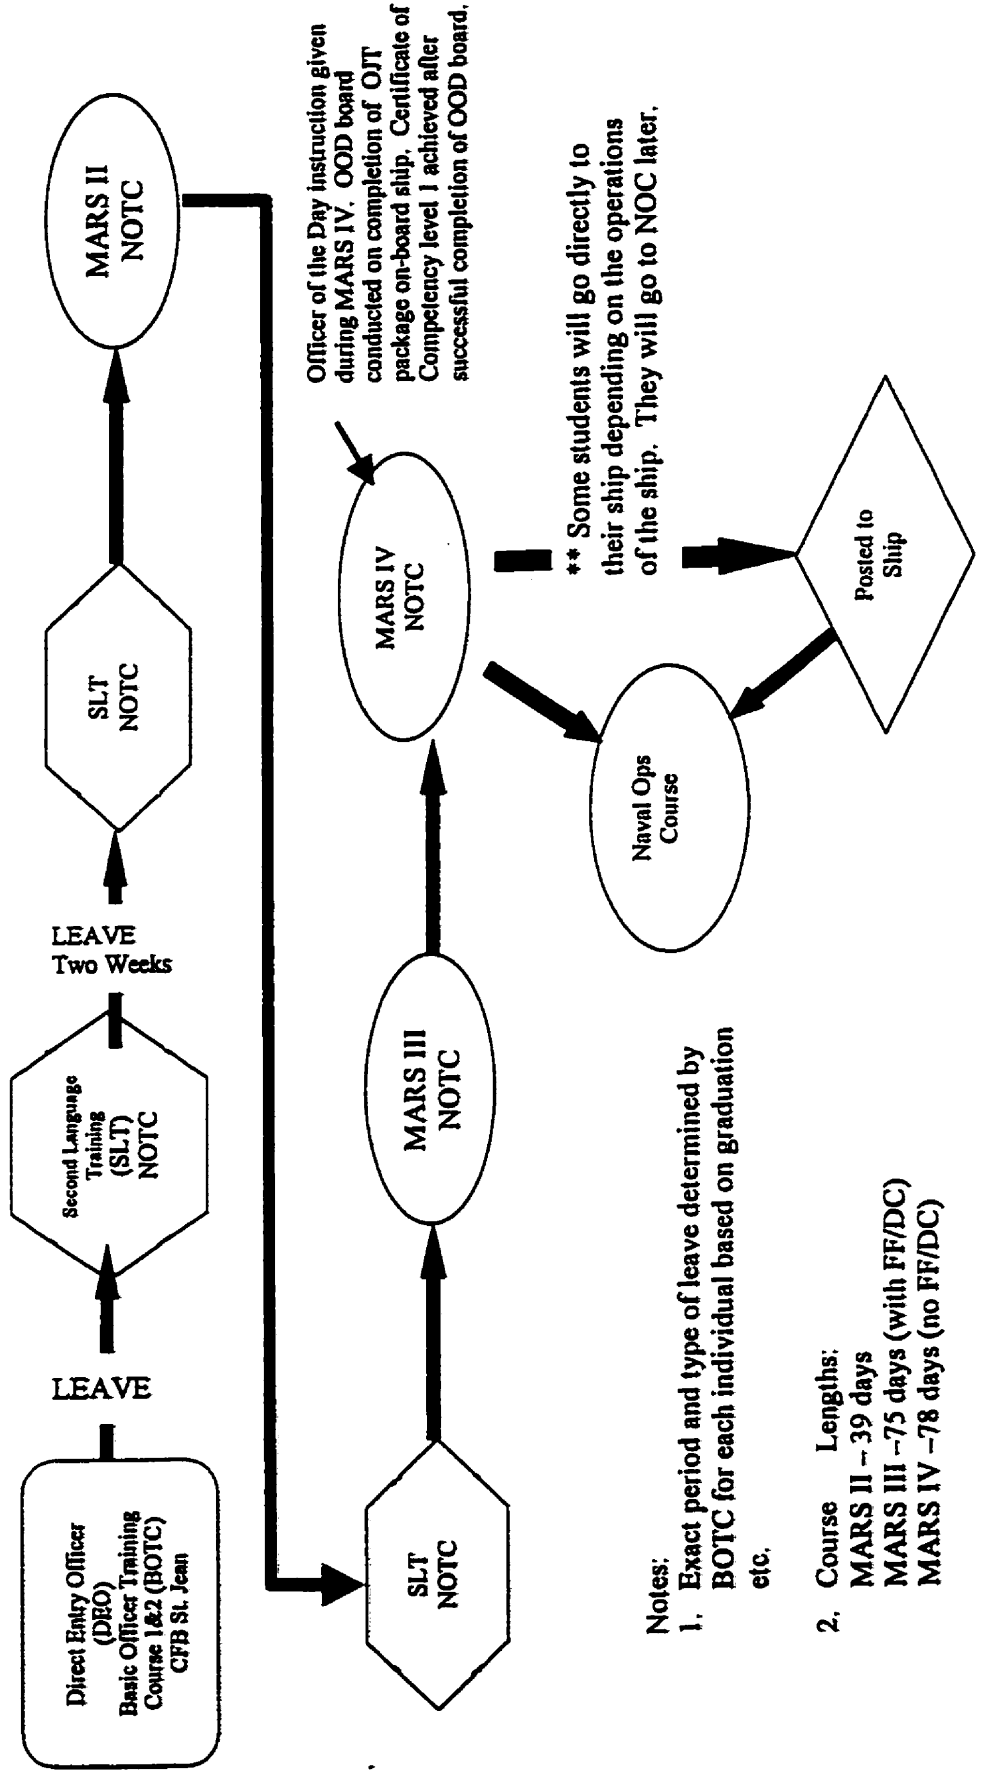 Direct Entry Officer
(DEO)
Basic Officer Training
Course 1&2 (BOTC)
CFB St. Jean
LEAVE
Second Language
Training
(SLT)
NOTC
LEAVE
Two Weeks
SLT
NOTC
MARS II
NOTC
SLT
NOTC
MARS III
NOTC
MARS IV
NOTC
Officer of the Day instruction given
during MARS IV. OOD board
conducted on completion of OJT
package on-board ship. Certificate of
Competency level 1 achieved after
successful completion of OOD board.
Naval Ops
Course
** Some students will go directly to
their ship depending on the operations
of the ship. They will go to NOC later.
Posted to
Ship
Notes:
1. Exact period and type of leave determined by
BOTC for each individual based on graduation
etc.
2. Course Lengths:
MARS II – 39 days
MARS III –75 days (with FF/DC)
MARS IV –78 days (no FF/DC)